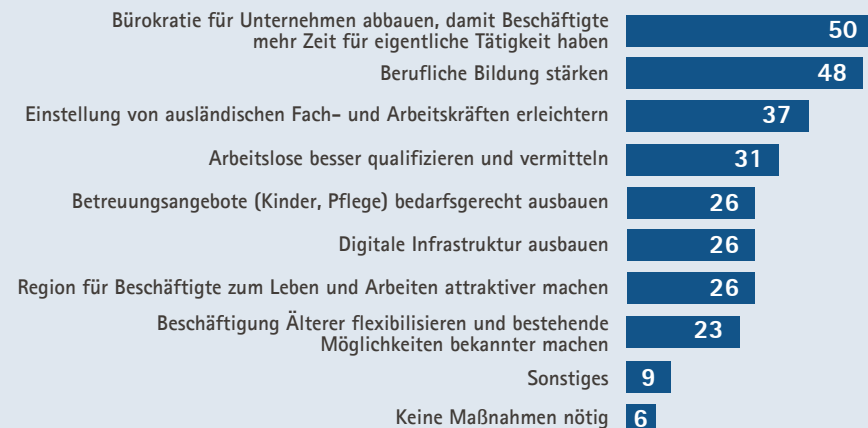 Bürokratie für Unternehmen abbauen, damit Beschäftigte
mehr Zeit für eigentliche Tätigkeit haben
50
Berufliche Bildung stärken
48
Einstellung von ausländischen Fach- und Arbeitskräften erleichtern
37
Arbeitslose besser qualifizieren und vermitteln
31
Betreuungsangebote (Kinder, Pflege) bedarfsgerecht ausbauen
26
Digitale Infrastruktur ausbauen
26
Region für Beschäftigte zum Leben und Arbeiten attraktiver machen
26
Beschäftigung Älterer flexibilisieren und bestehende
Möglichkeiten bekannter machen
23
Sonstiges
9
Keine Maßnahmen nötig
6